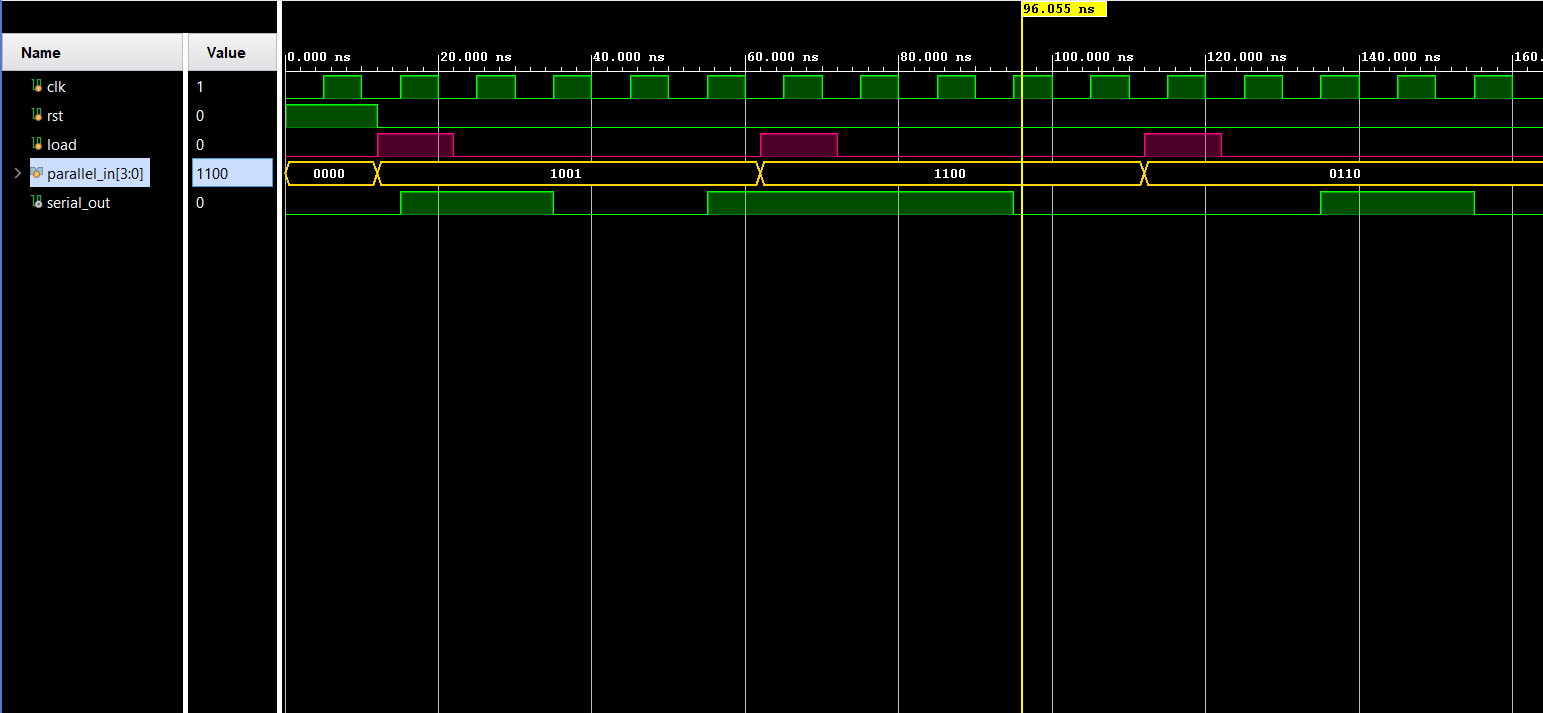 96.055 ns
Name Value
0.000 ns 20.000 ns 40.000 ns 60.000 ns 80.000 ns 100.000 ns 120.000 ns 140.000 ns 160.
clk 1
rst 0
load 0
parallel_in[3:0] 1100 0000 1001 1100 0110
serial_out 0